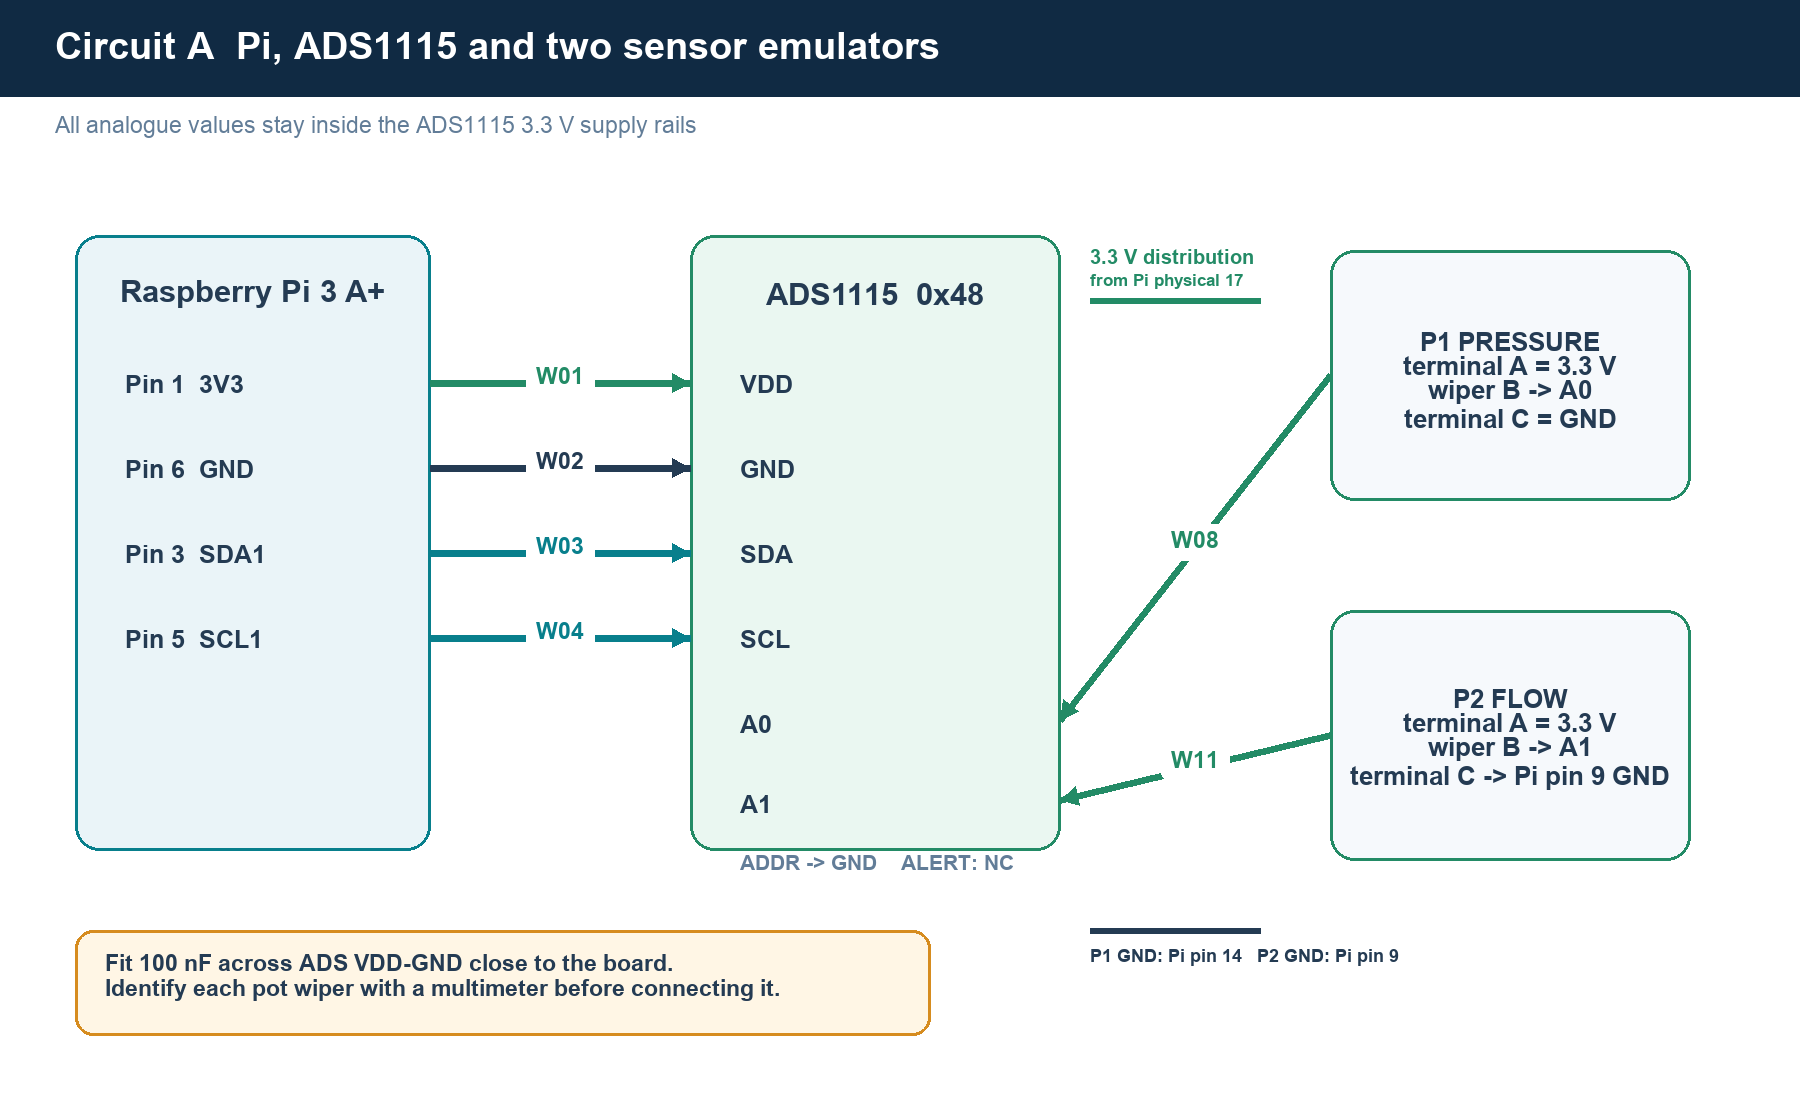 Circuit A  Pi, ADS1115 and two sensor emulators
All analogue values stay inside the ADS1115 3.3 V supply rails
Raspberry Pi 3 A+
Pin 1  3V3
Pin 6  GND
Pin 3  SDA1
Pin 5  SCL1
W01
W02
W03
W04
ADS1115  0x48
VDD
GND
SDA
SCL
A0
A1
ADDR -> GND    ALERT: NC
3.3 V distribution
from Pi physical 17
W08
W11
P1 PRESSURE
terminal A = 3.3 V
wiper B -> A0
terminal C = GND
P2 FLOW
terminal A = 3.3 V
wiper B -> A1
terminal C -> Pi pin 9 GND
Fit 100 nF across ADS VDD-GND close to the board.
Identify each pot wiper with a multimeter before connecting it.
P1 GND: Pi pin 14   P2 GND: Pi pin 9